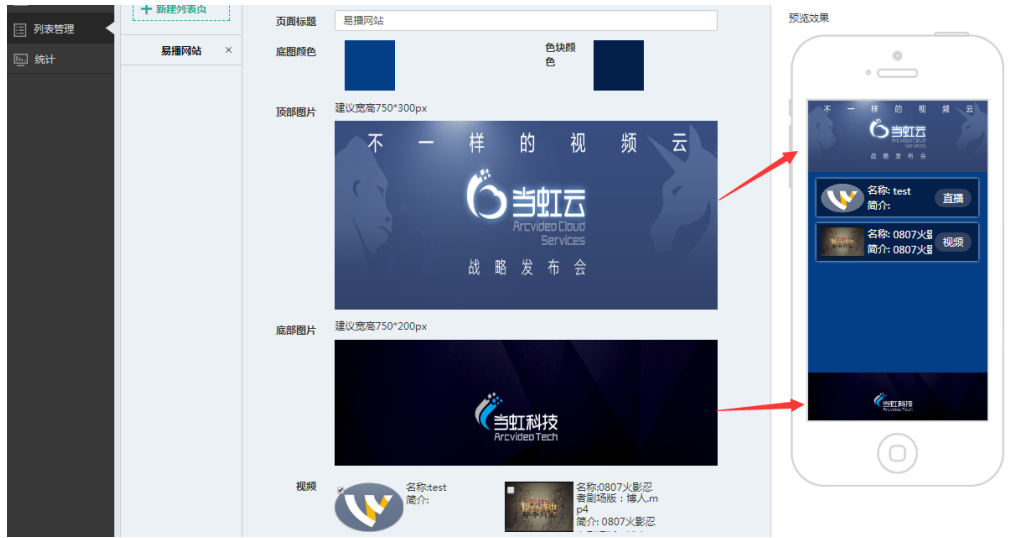 新建列表页
列表管理
统计
易播网站 ×
页面标题 易播网站
底图颜色
色块颜
色
顶部图片 建议宽高750*300px
不一样的视频云
当虹云
Arcvideo Cloud
Services
战略发布会
底部图片 建议宽高750*200px
当虹科技
Arcvideo Tech
视频
名称:test
简介:
名称:0807火影忍
者剧场版：博人.m
p4
简介: 0807火影忍
预览效果
不一样的视频云
当虹云
Arcvideo Cloud
Services
战略发布会
名称: test
简介:
直播
名称: 0807火影
简介: 0807火影
视频
当虹科技
Arcvideo Tech